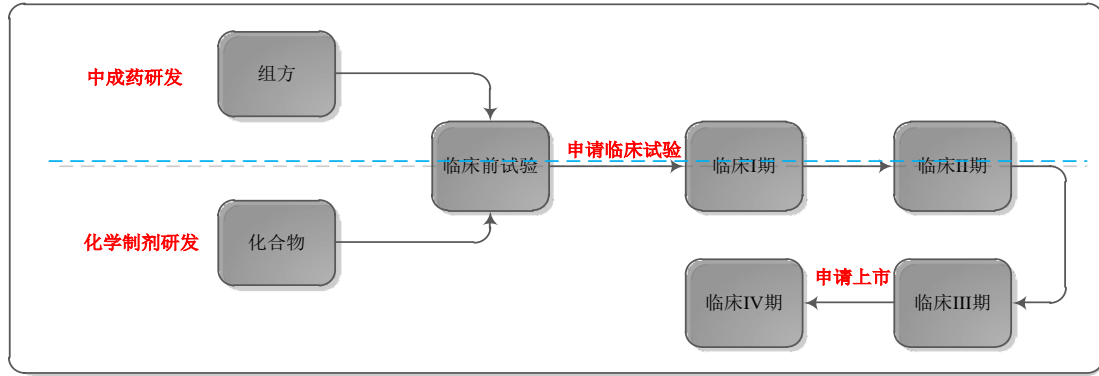 中成药研发
组方
临床前试验
申请临床试验
临床I期
临床II期
化学制剂研发
化合物
临床IV期
申请上市
临床III期